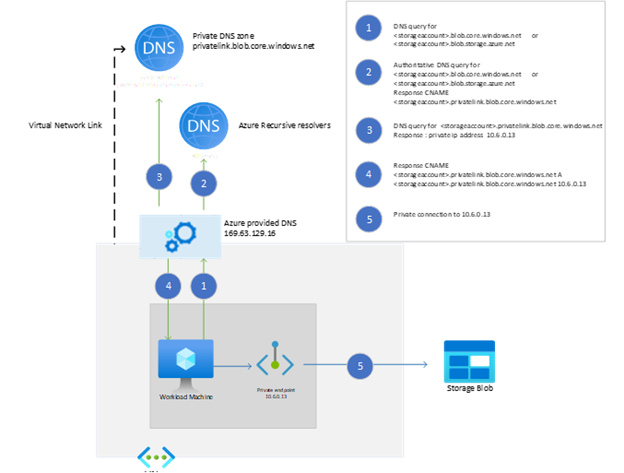 Private DNS zone
privatelink.blob.core.windows.net
DNS
Virtual Network Link
DNS
Azure Recursive resolvers
3
2
Azure provided DNS
169.63.129.16
4
1
Workload Machine
Private endpoint
10.6.0.13
5
Storage Blob
1
DNS query for
<storageaccount>.blob.core.windows.net or
<storageaccount>.blob.storage.azure.net
2
Authoritative DNS query for
<storageaccount>.blob.core.windows.net or
<storageaccount>.blob.storage.azure.net
Response CNAME
<storageaccount>.privatelink.blob.core.windows.net
3
DNS query for <storageaccount>.privatelink.blob.core.windows.net
Response : private ip address 10.6.0.13
4
Response CNAME
<storageaccount>.privatelink.blob.core.windows.net A
<storageaccount>.privatelink.blob.core.windows.net 10.6.0.13
5
Private connection to 10.6.0.13